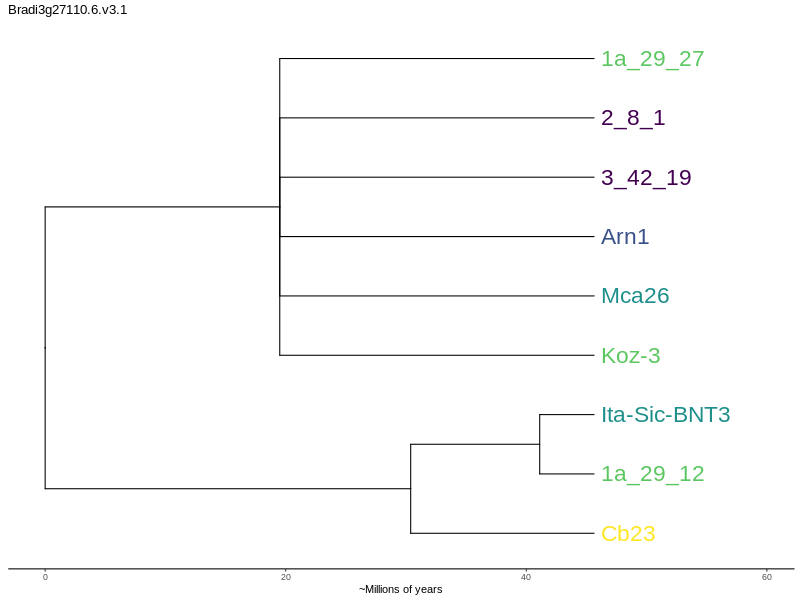 Bradi3g27110.6.v3.1
1a_29_27
2_8_1
3_42_19
Arn1
Mca26
Koz-3
Ita-Sic-BNT3
1a_29_12
Cb23
0 20 40 60
~Millions of years